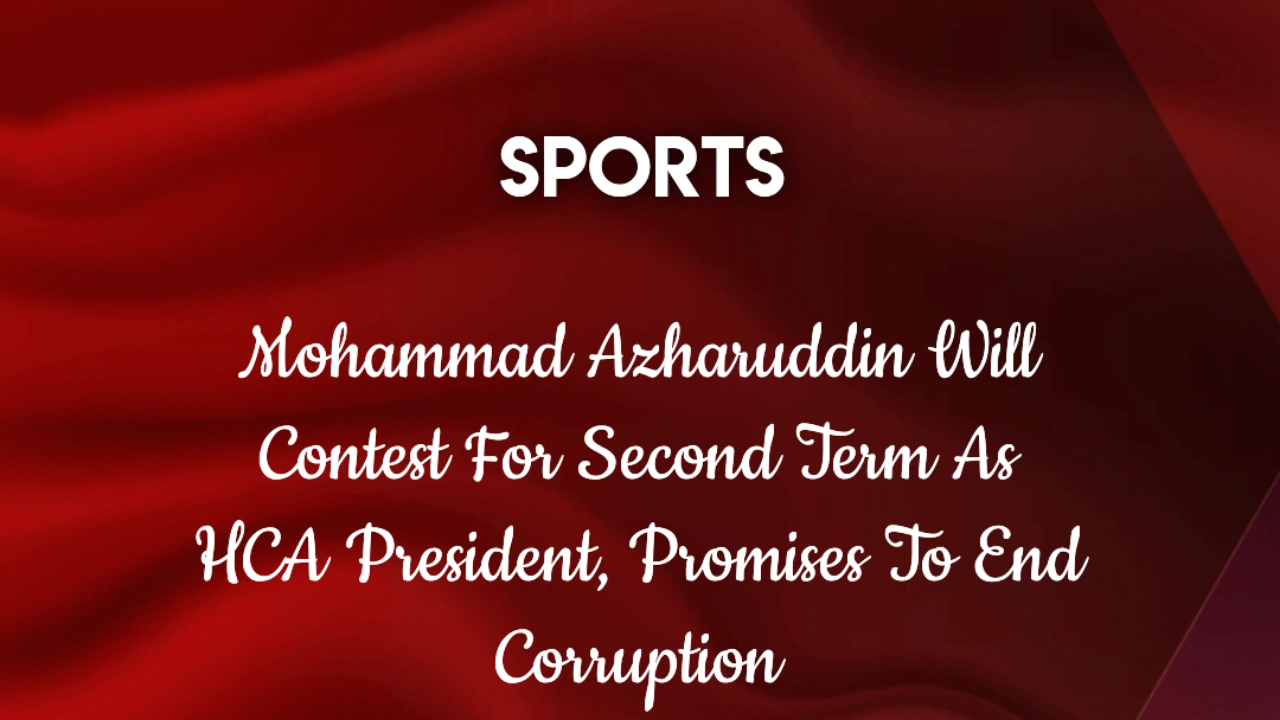 SPORTS
Mohammad Azharuddin Will
Contest For Second Term As
HCA President, Promises To End
Corruption